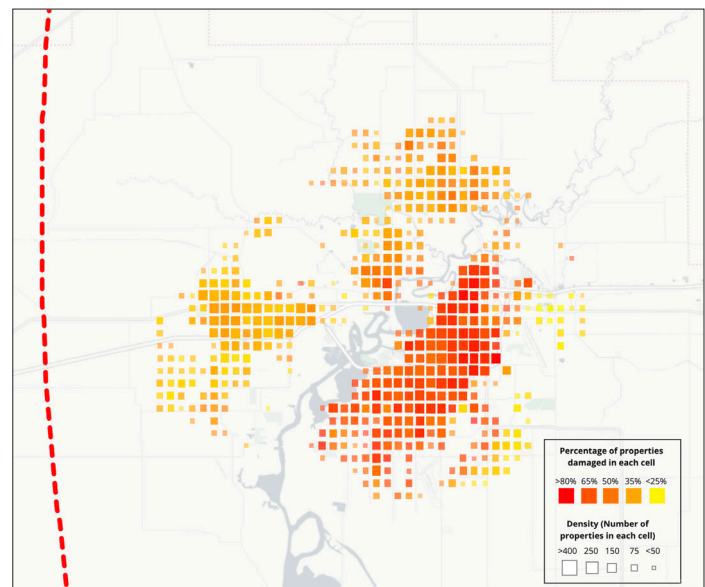 Percentage of properties
damaged in each cell
>80% 65% 50% 35% <25%
Density (Number of
properties in each cell)
>400 250 150 75 <50